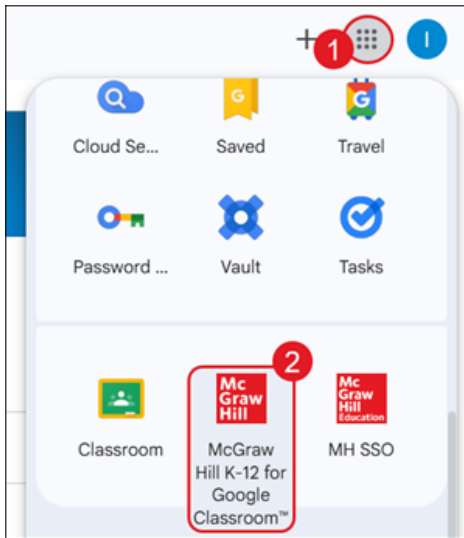 +
1
I
G
G
Cloud Se...
Saved
Travel
Password ...
Vault
Tasks
2
Mc
Graw
Hill
Mc
Graw
Hill
Education
Classroom
McGraw
Hill K-12 for
Google
Classroom™
MH SSO